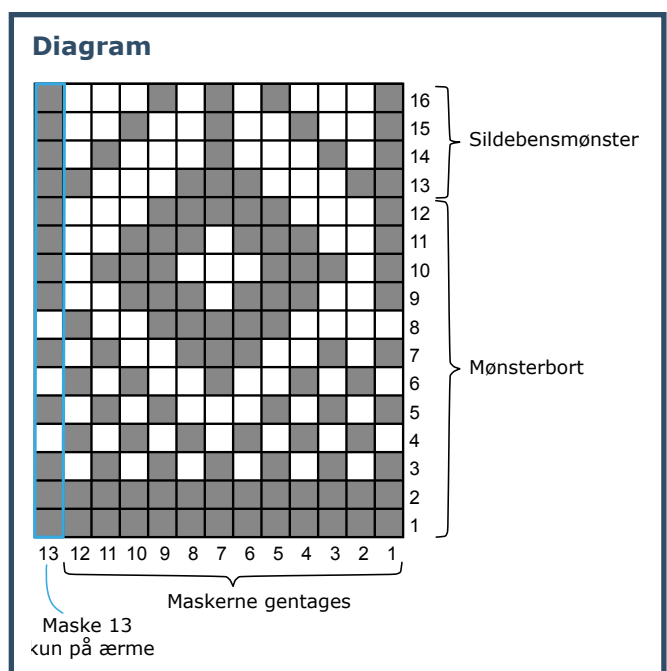 Diagram
16
15
14
13
12
11
10
9
8
7
6
5
4
3
2
1
Sildebensmønster
Mønsterbort
13 12 11 10 9 8 7 6 5 4 3 2 1
Maskerne gentages
Maske 13
kun på ærme